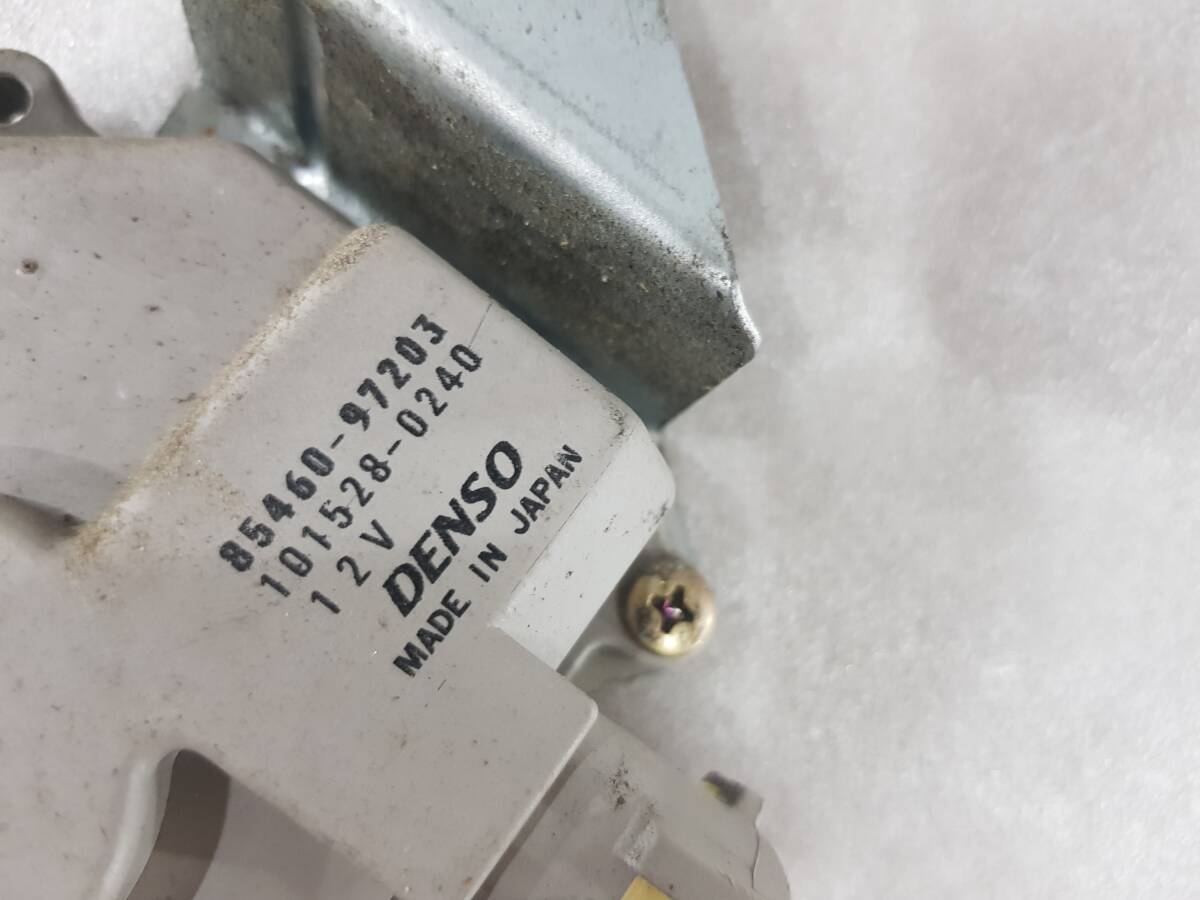 85460-97203
101528-0240
12V
DENSO
MADE IN JAPAN